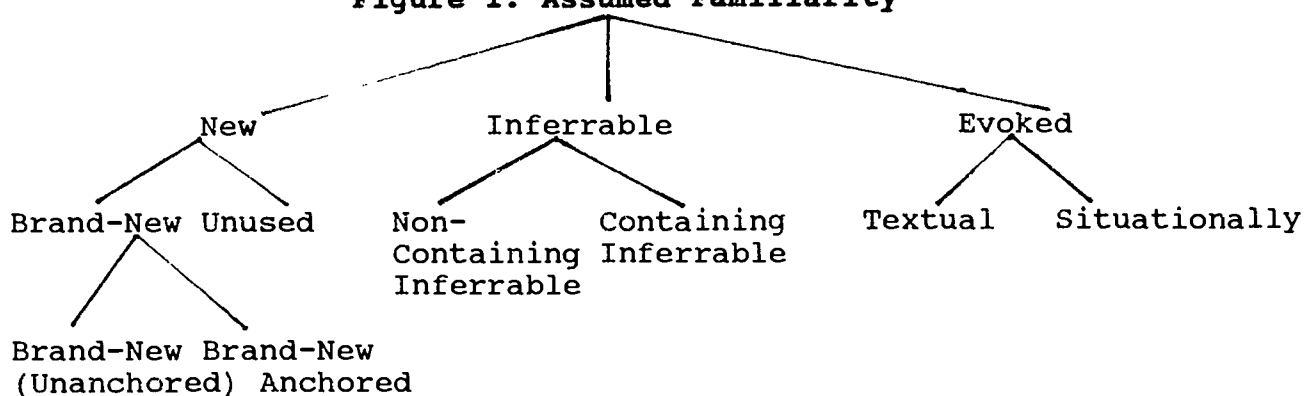 Figure 1. Assumed Familiarity
New Inferrable Evoked
Brand-New Unused Non- Containing Textual Situationally
Containing Inferrable
Inferrable
Brand-New Brand-New
(Unanchored) Anchored